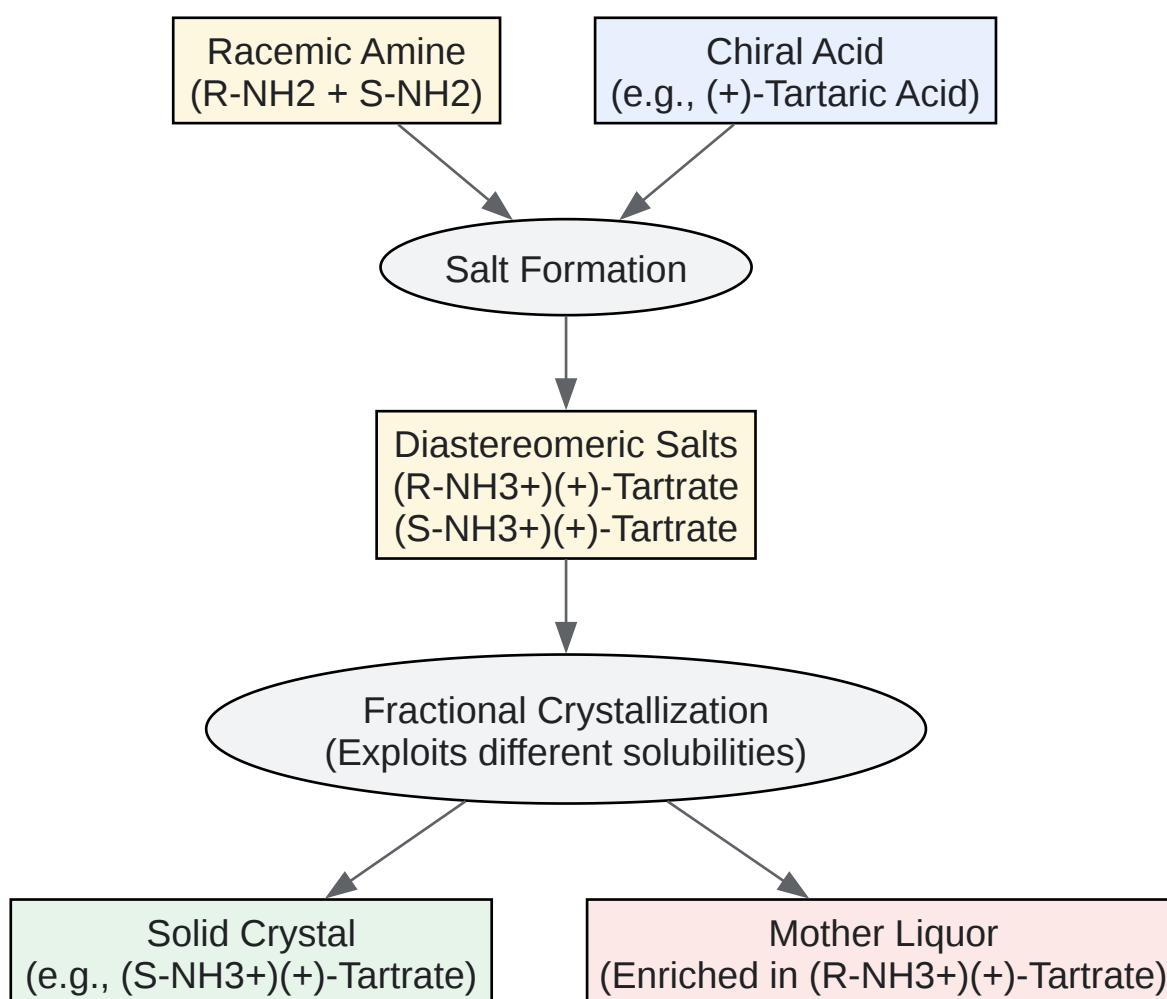 Racemic Amine
(R-NH2 + S-NH2)
Chiral Acid
(e.g., (+)-Tartaric Acid)
Salt Formation
Diastereomeric Salts
(R-NH3+)(+)-Tartrate
(S-NH3+)(+)-Tartrate
Fractional Crystallization
(Exploits different solubilities)
Solid Crystal
(e.g., (S-NH3+)(+)-Tartrate)
Mother Liquor
(Enriched in (R-NH3+)(+)-Tartrate)